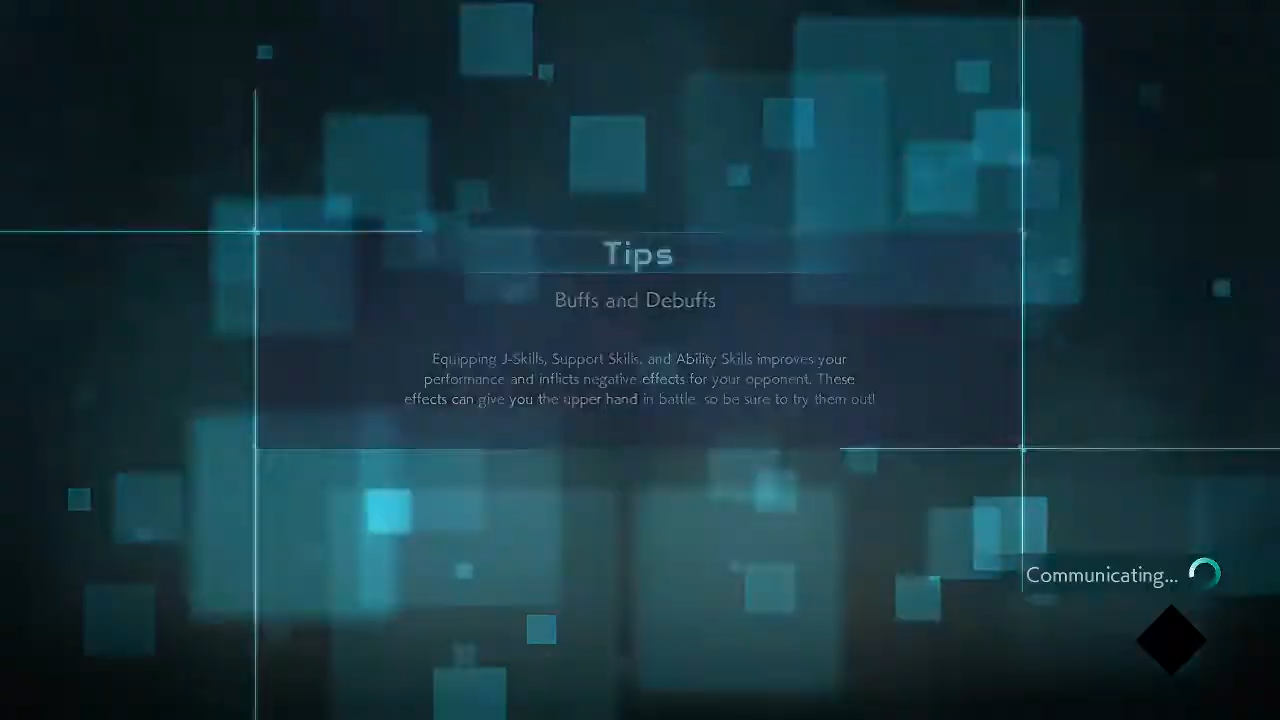 Tips
Buffs and Debuffs
Equipping J-Skills, Support Skills, and Ability Skills improves your
performance and inflicts negative effects for your opponent. These
effects can give you the upper hand in battle, so be sure to try them out!
Communicating...